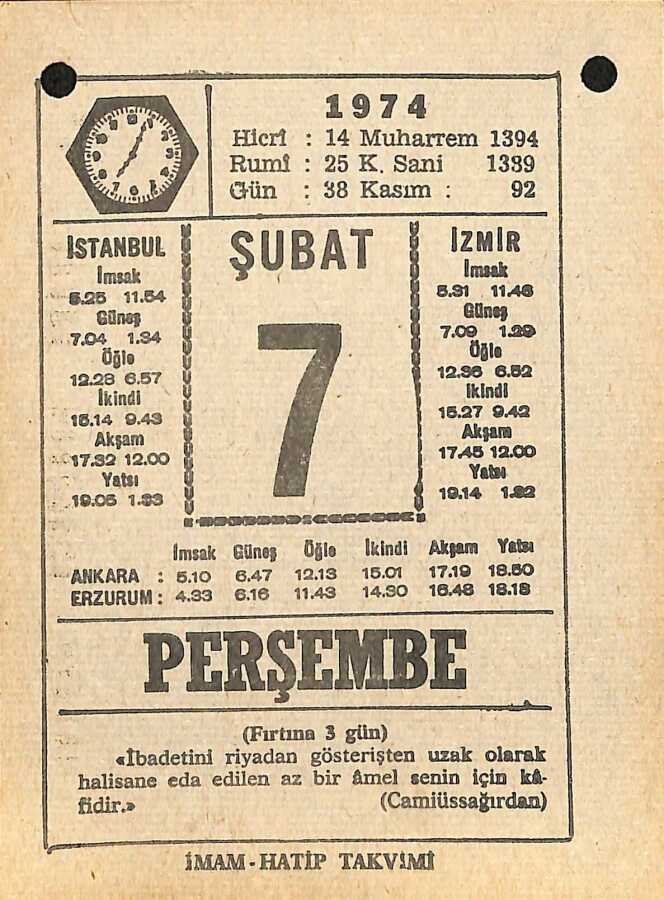 1974
Hicrî : 14 Muharrem 1394
Rumî : 25 K. Sani 1339
Gün : 38 Kasım : 92
İSTANBUL
İmsak
5.25 11.54
Güneş
7.04 1.34
Öğle
12.28 6.57
İkindi
15.14 9.43
Akşam
17.32 12.00
Yatsı
19.05 1.33
ŞUBAT
7
İZMİR
İmsak
5.31 11.46
Güneş
7.09 1.29
Öğle
12.36 6.52
İkindi
15.27 9.42
Akşam
17.45 12.00
Yatsı
19.14 1.32
İmsak Güneş Öğle İkindi Akşam Yatsı
ANKARA : 5.10 6.47 12.13 15.01 17.19 18.50
ERZURUM : 4.33 6.16 11.43 14.30 16.48 18.18
PERŞEMBE
(Fırtına 3 gün)
«İbadetini riyadan gösterişten uzak olarak
halisane eda edilen az bir âmel senin için kâ-
fidir.» (Camiüssağırdan)
İMAM - HATİP TAKVİMİ